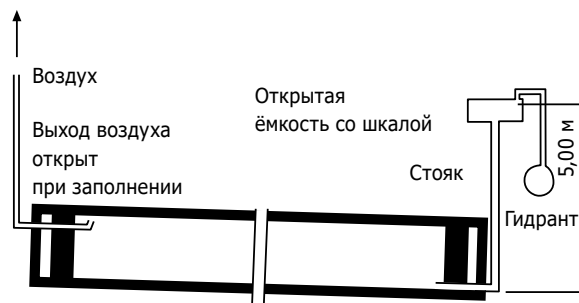 Воздух
Выход воздуха
открыт
при заполнении
Открытая
ёмкость со шкалой
Стояк
5,00 м
Гидрант